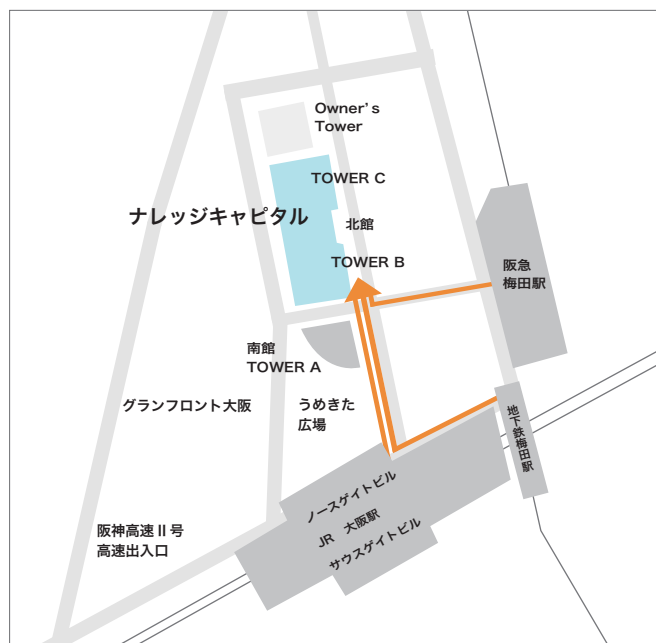 Owner's
Tower
TOWER C
ナレッジキャピタル
北館
TOWER B
阪急
梅田駅
南館
TOWER A
グランフロント大阪
うめきた
広場
地下鉄梅田駅
ノースゲイトビル
JR 大阪駅
サウスゲイトビル
阪神高速Ⅱ号
高速出入口